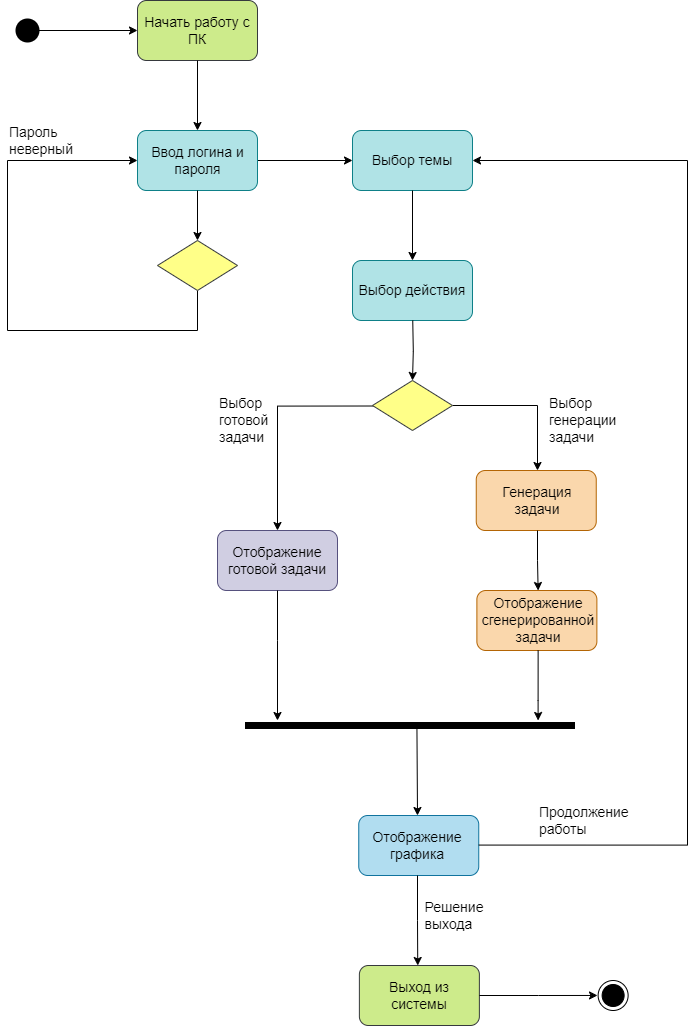 Начать работу с
ПК
Пароль
неверный
Ввод логина и
пароля
Выбор темы
Выбор действия
Выбор
готовой
задачи
Выбор
генерации
задачи
Генерация
задачи
Отображение
готовой задачи
Отображение
сгенерированной
задачи
Продолжение
работы
Отображение
графика
Решение
выхода
Выход из
системы